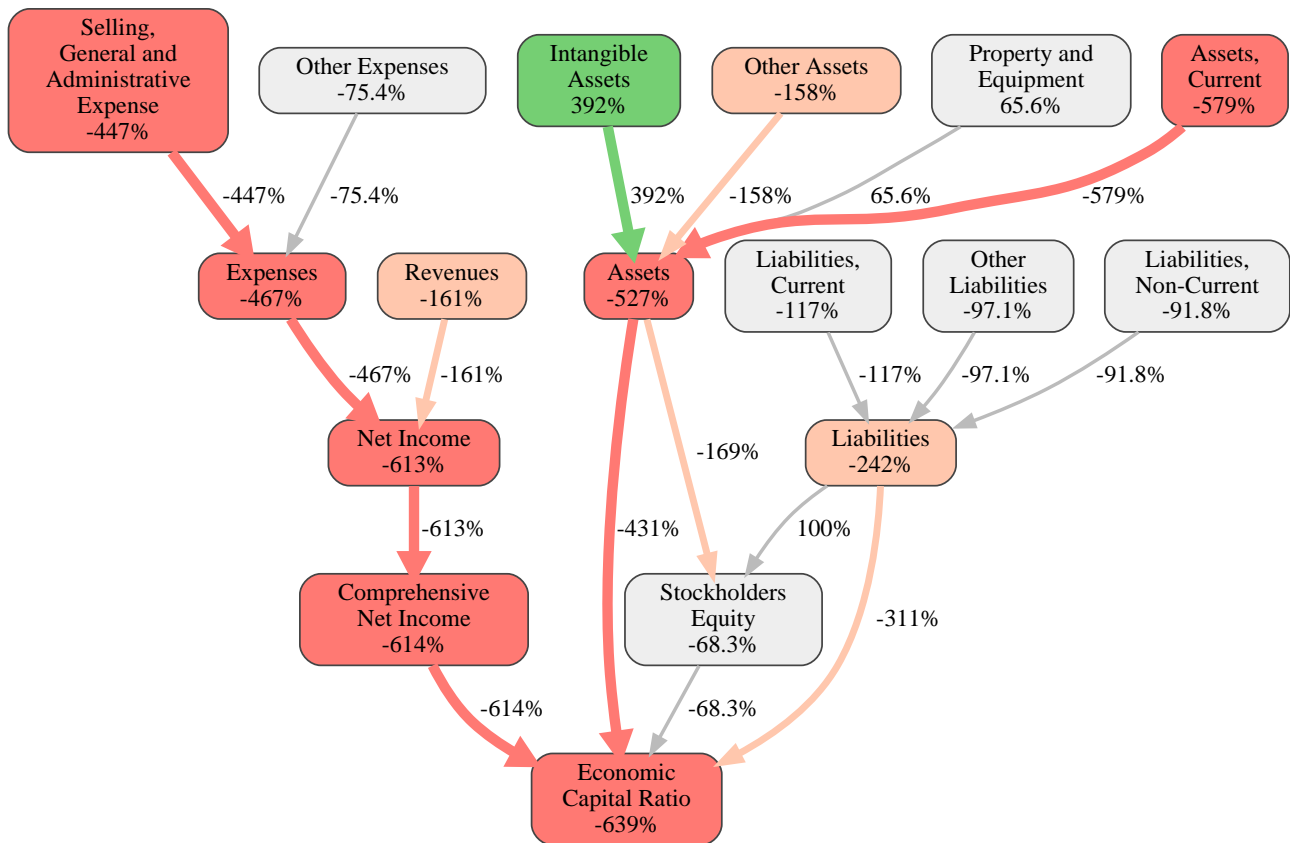 Selling,
General and
Administrative
Expense
-447%
Other Expenses
-75.4%
Intangible
Assets
392%
Other Assets
-158%
Property and
Equipment
65.6%
Assets,
Current
-579%
-447%
-75.4%
392%
-158%
65.6%
-579%
Expenses
-467%
Revenues
-161%
Assets
-527%
Liabilities,
Current
-117%
Other
Liabilities
-97.1%
Liabilities,
Non-Current
-91.8%
-467%
-161%
-117%
-97.1%
-91.8%
Net Income
-613%
-169%
Liabilities
-242%
-613%
-431%
100%
Comprehensive
Net Income
-614%
Stockholders
Equity
-68.3%
-311%
-614%
-68.3%
Economic
Capital Ratio
-639%